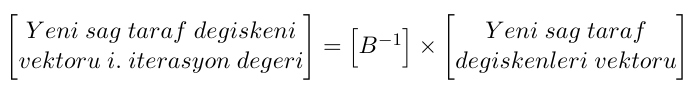 [Yeni sag taraf degiskeni vektoru i. iterasyon degeri] = [B⁻¹] × [Yeni sag taraf degiskenleri vektoru]